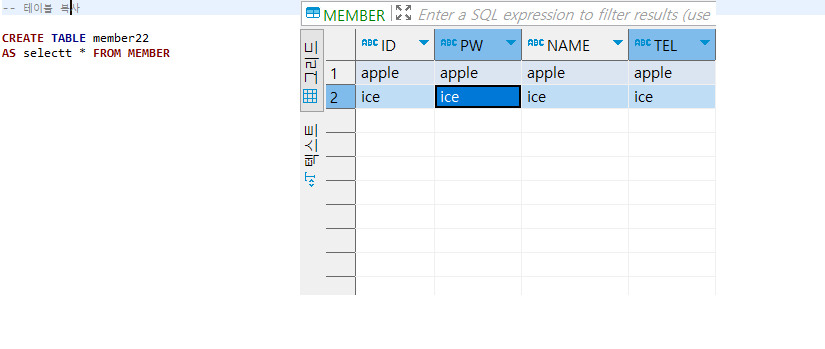 -- 테이블 복사
CREATE TABLE member22
AS selectt * FROM MEMBER
MEMBER Enter a SQL expression to filter results (use
그리드
텍스트
ABC ID ABC PW ABC NAME ABC TEL
1 apple apple apple apple
2 ice ice ice ice